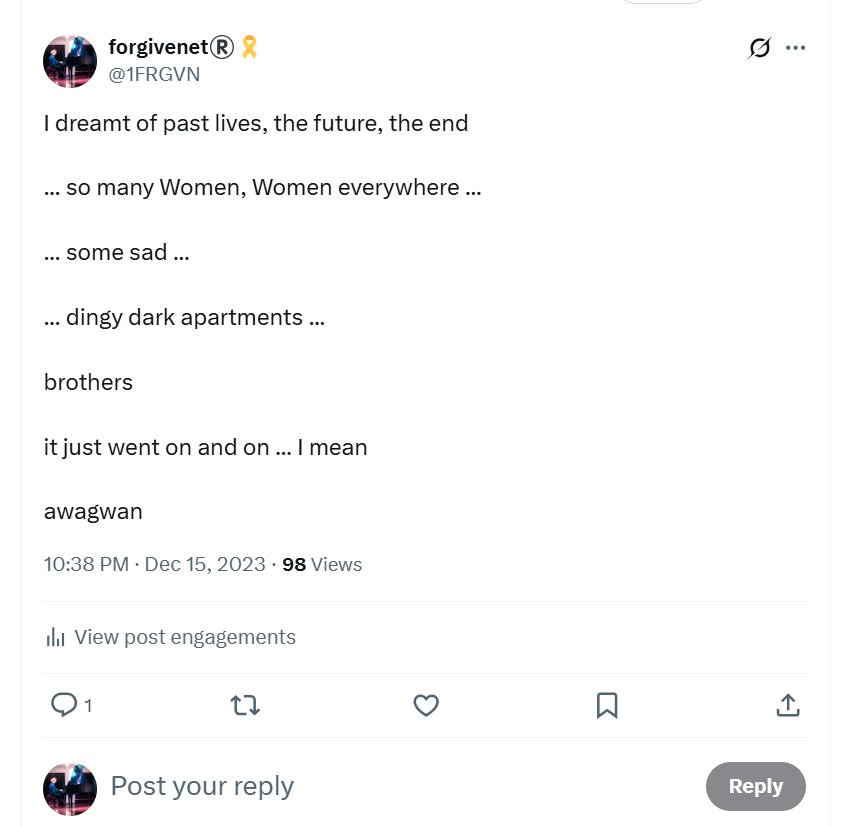 forgivenet®🎗
@1FRGVN
I dreamt of past lives, the future, the end
... so many Women, Women everywhere ...
... some sad ...
... dingy dark apartments ...
brothers
it just went on and on ... I mean
awagwan
10:38 PM · Dec 15, 2023 · 98 Views
View post engagements
1
Post your reply
Reply